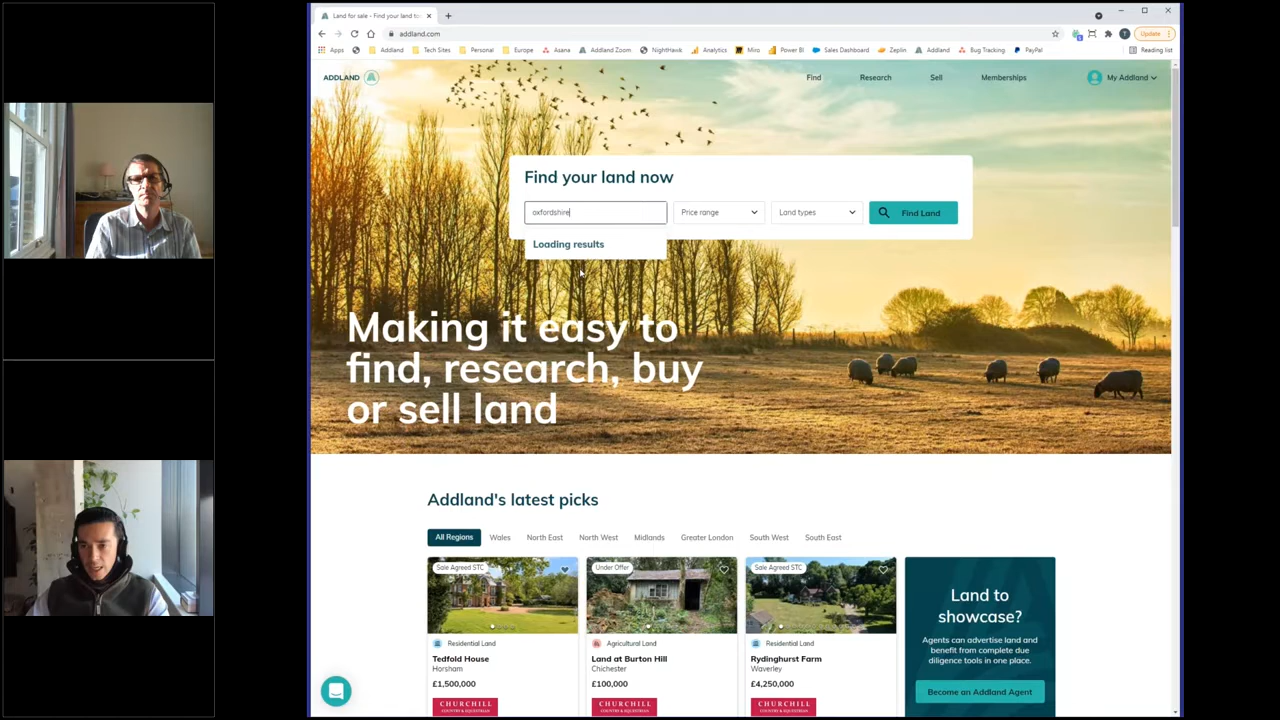 Land for sale - Find your land to
addland.com
Update
Apps
Addland
Tech Sites
Personal
Europe
Asana
Addland Zoom
NightHawk
Analytics
Miro
Power BI
Sales Dashboard
Zeplin
Addland
Bug Tracking
PayPal
Reading list
ADDLAND
Find
Research
Sell
Memberships
My Addland
Find your land now
oxfordshire
Price range
Land types
Find Land
Loading results
Making it easy to
find, research, buy
or sell land
Addland's latest picks
All Regions
Wales
North East
North West
Midlands
Greater London
South West
South East
Sale Agreed STC
Residential Land
Tedfold House
Horsham
£1,500,000
CHURCHILL
COUNTRY & EQUESTRIAN
Under Offer
Agricultural Land
Land at Burton Hill
Chichester
£100,000
CHURCHILL
COUNTRY & EQUESTRIAN
Sale Agreed STC
Residential Land
Rydinghurst Farm
Waverley
£4,250,000
CHURCHILL
COUNTRY & EQUESTRIAN
Land to
showcase?
Agents can advertise land and
benefit from complete due
diligence tools in one place.
Become an Addland Agent